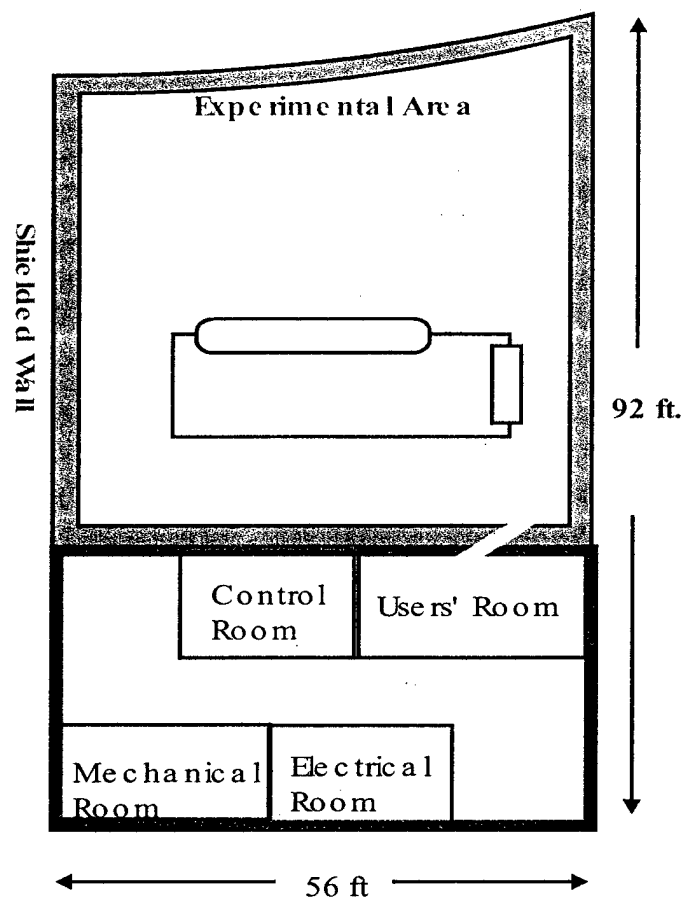 Experimental Area
Shielded Wall
92 ft.
Control
Room
Users' Room
Mechanical
Room
Electrical
Room
56 ft